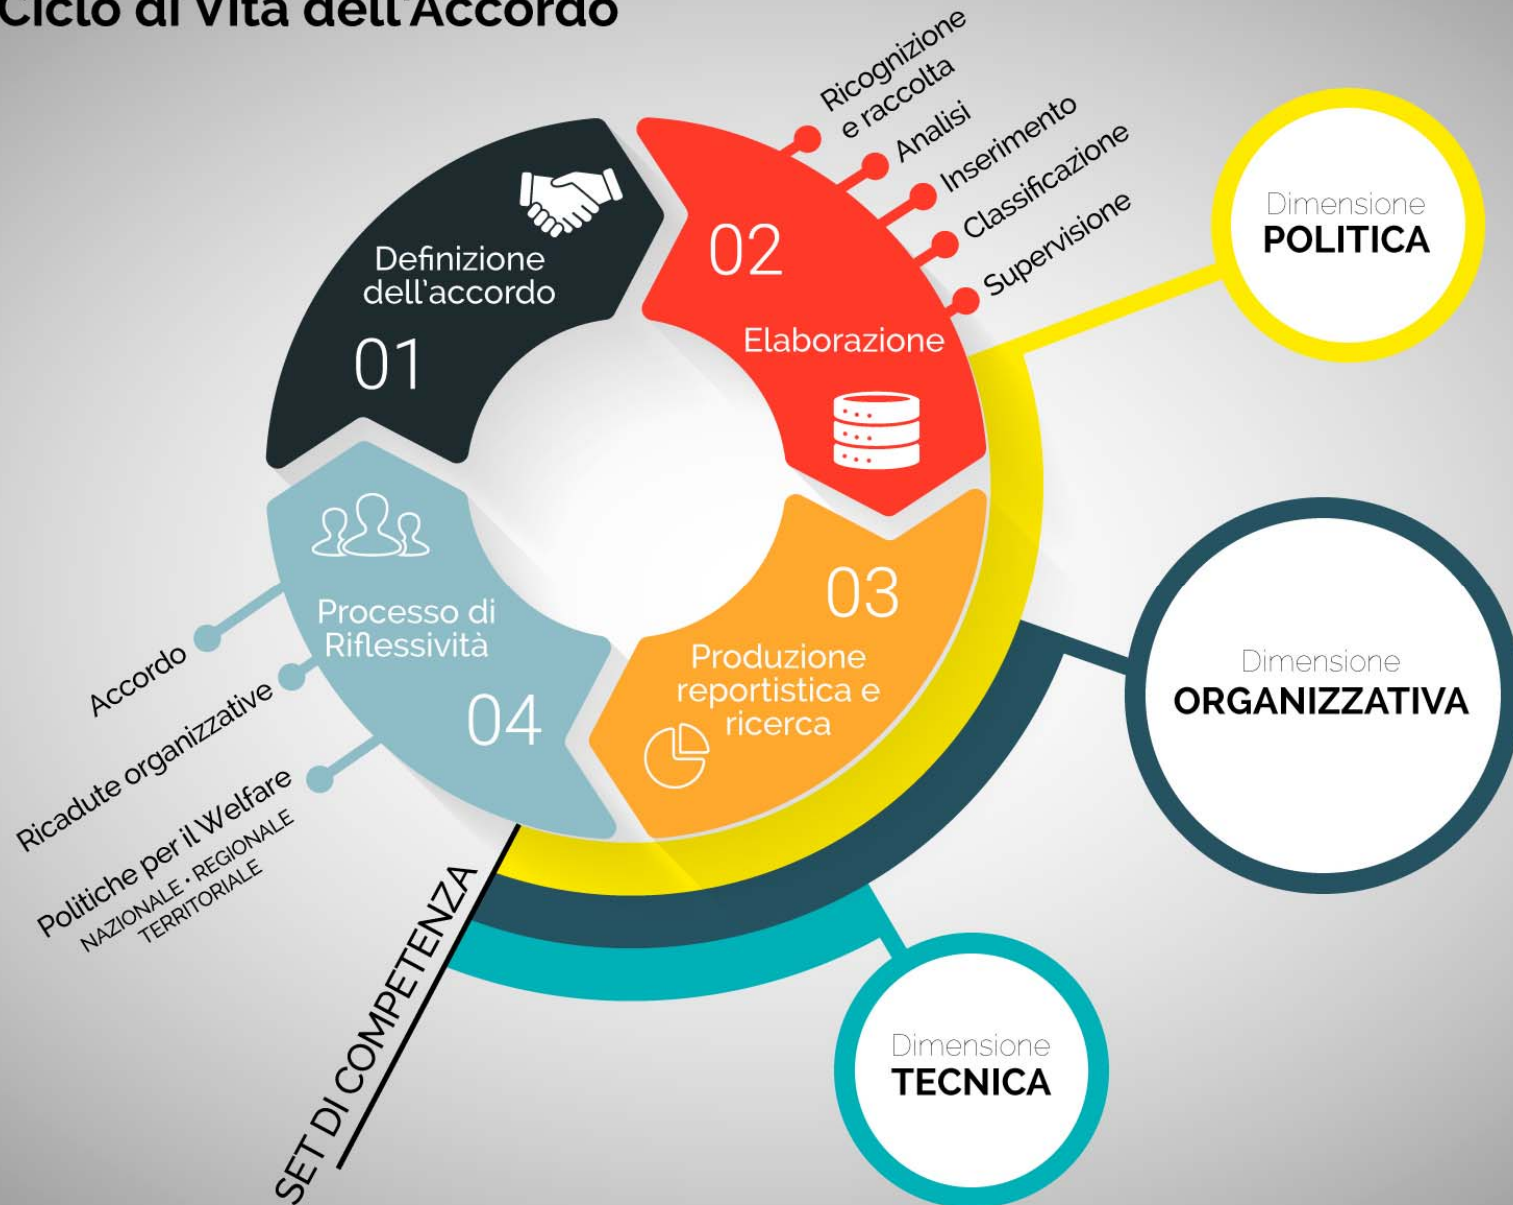 Ciclo di Vita dell'Accordo
Definizione
dell'accordo
01
02
Elaborazione
Ricognizione
e raccolta
Analisi
Inserimento
Classificazione
Supervisione
03
Produzione
reportistica e
ricerca
Processo di
Riflessività
04
Accordo
Ricadute organizzative
Politiche per il Welfare
NAZIONALE • REGIONALE
TERRITORIALE
SET DI COMPETENZA
Dimensione
POLITICA
Dimensione
ORGANIZZATIVA
Dimensione
TECNICA